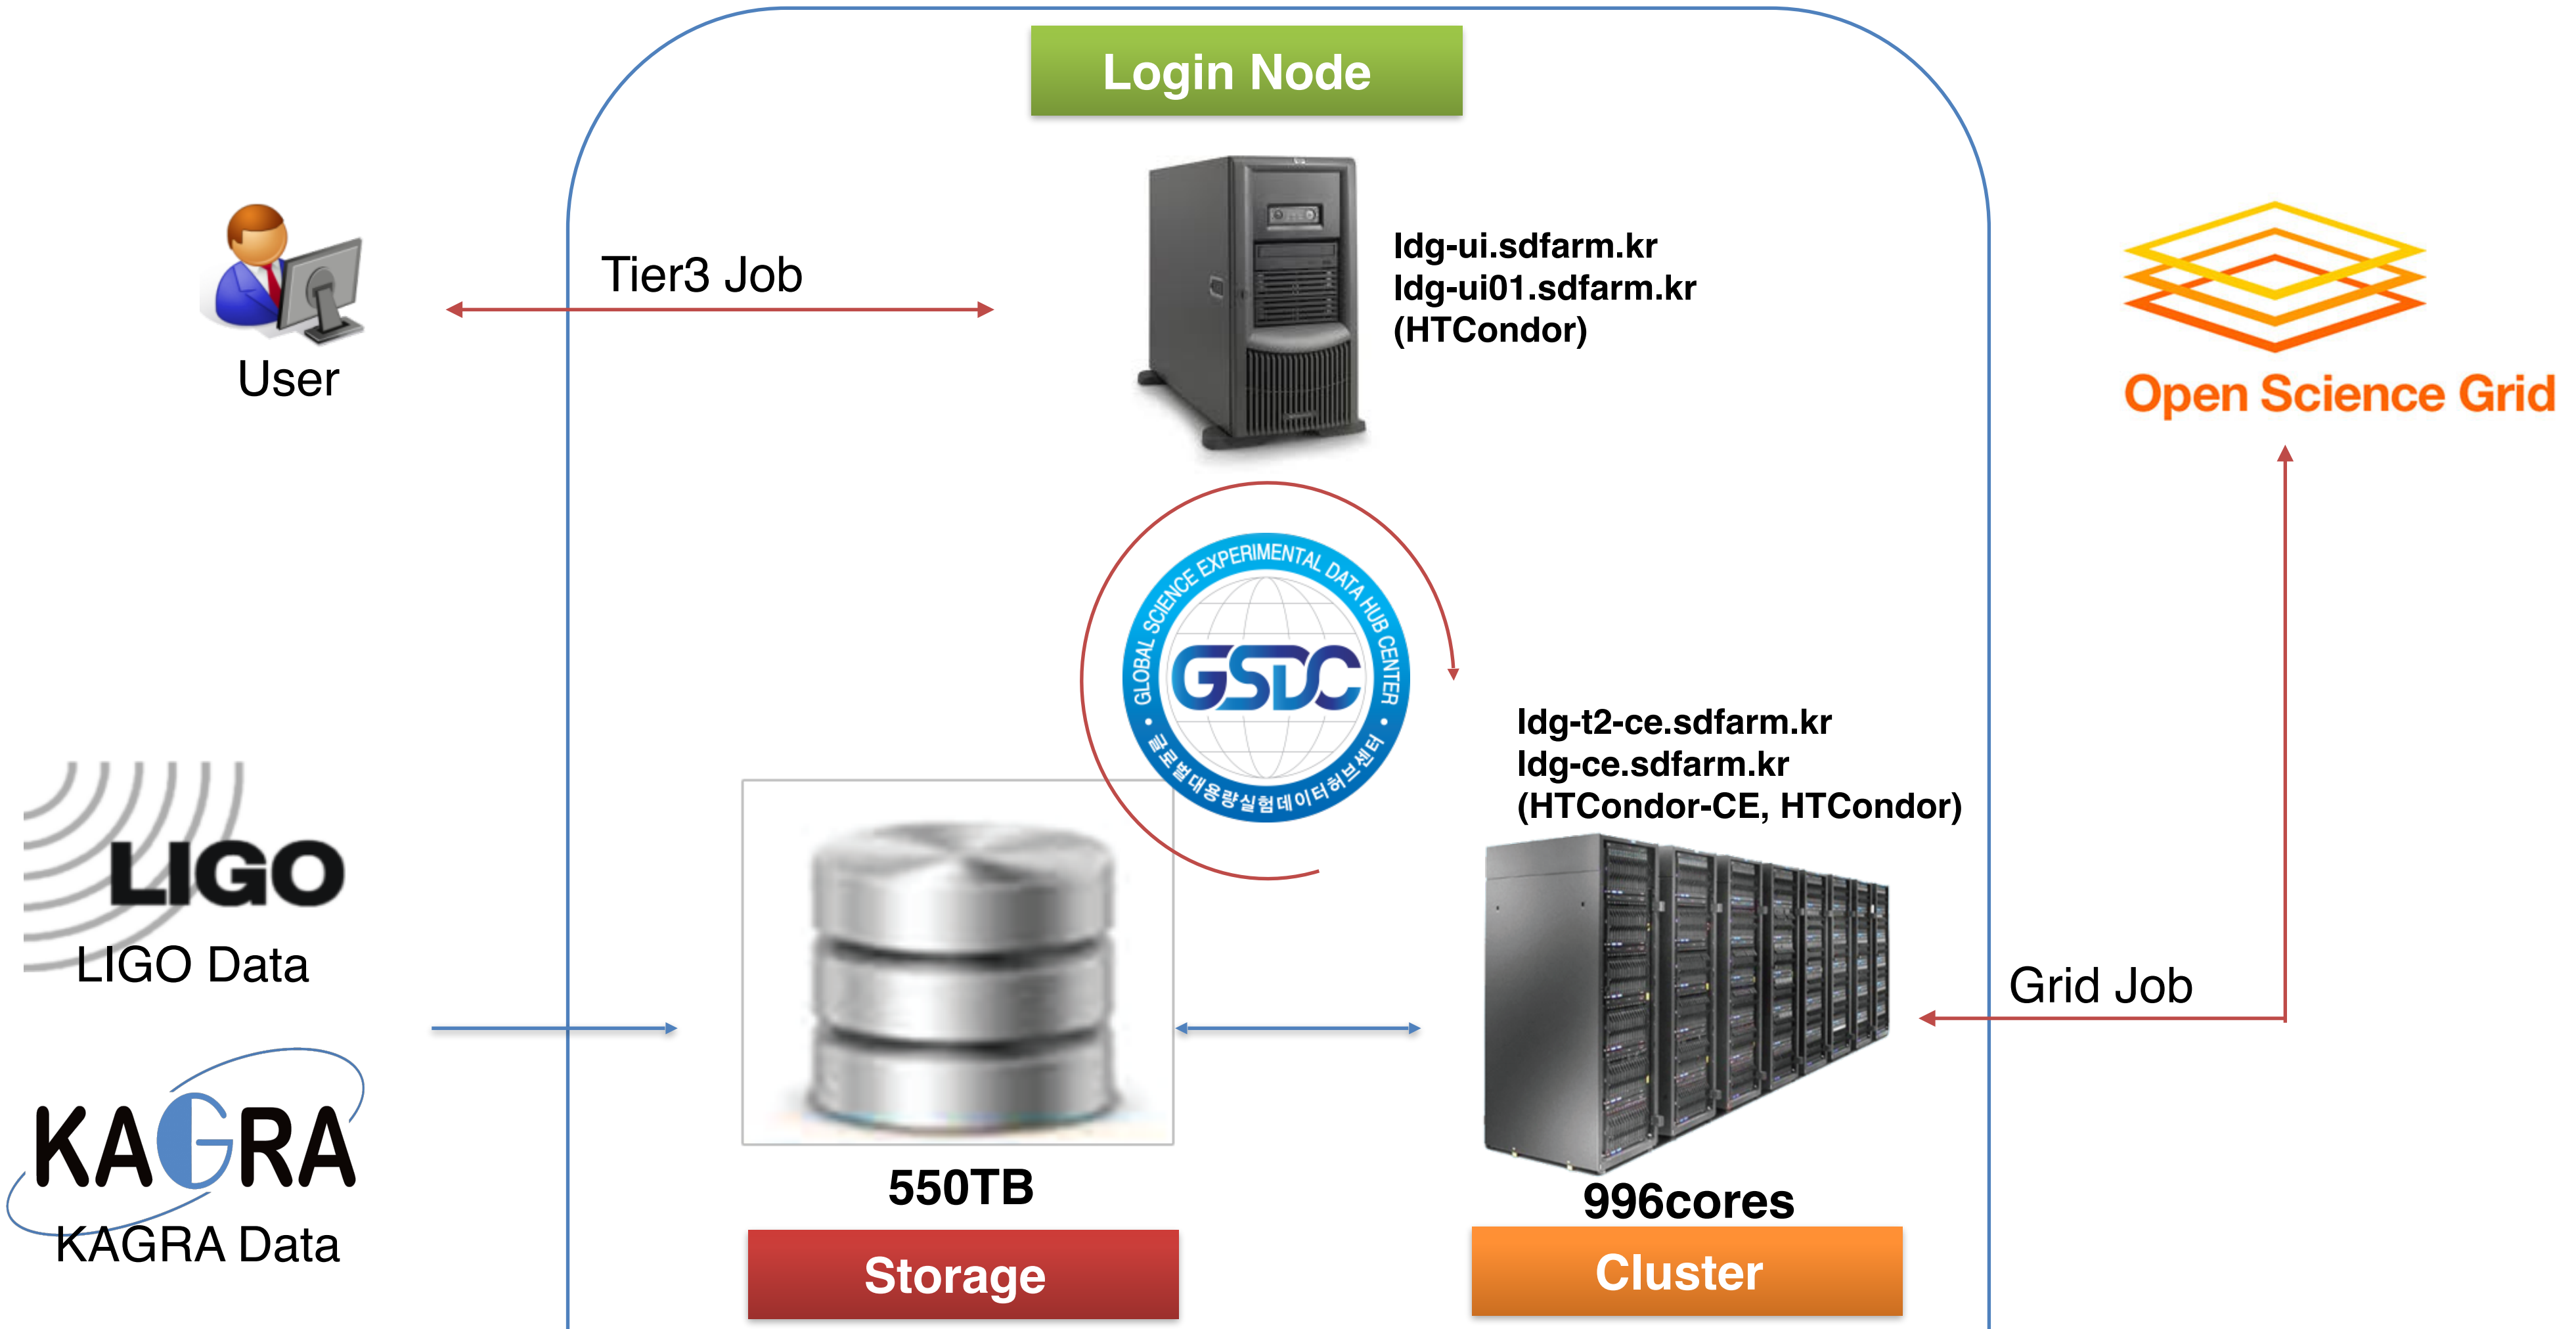 Login Node
ldg-ui.sdfarm.kr
ldg-ui01.sdfarm.kr
(HTCondor)
Tier3 Job
User
Open Science Grid
GLOBAL SCIENCE EXPERIMENTAL DATA HUB CENTER
GSDC
글로벌대용량실험데이터허브센터
ldg-t2-ce.sdfarm.kr
ldg-ce.sdfarm.kr
(HTCondor-CE, HTCondor)
LIGO
LIGO Data
Grid Job
KAGRA
KAGRA Data
550TB
Storage
996cores
Cluster